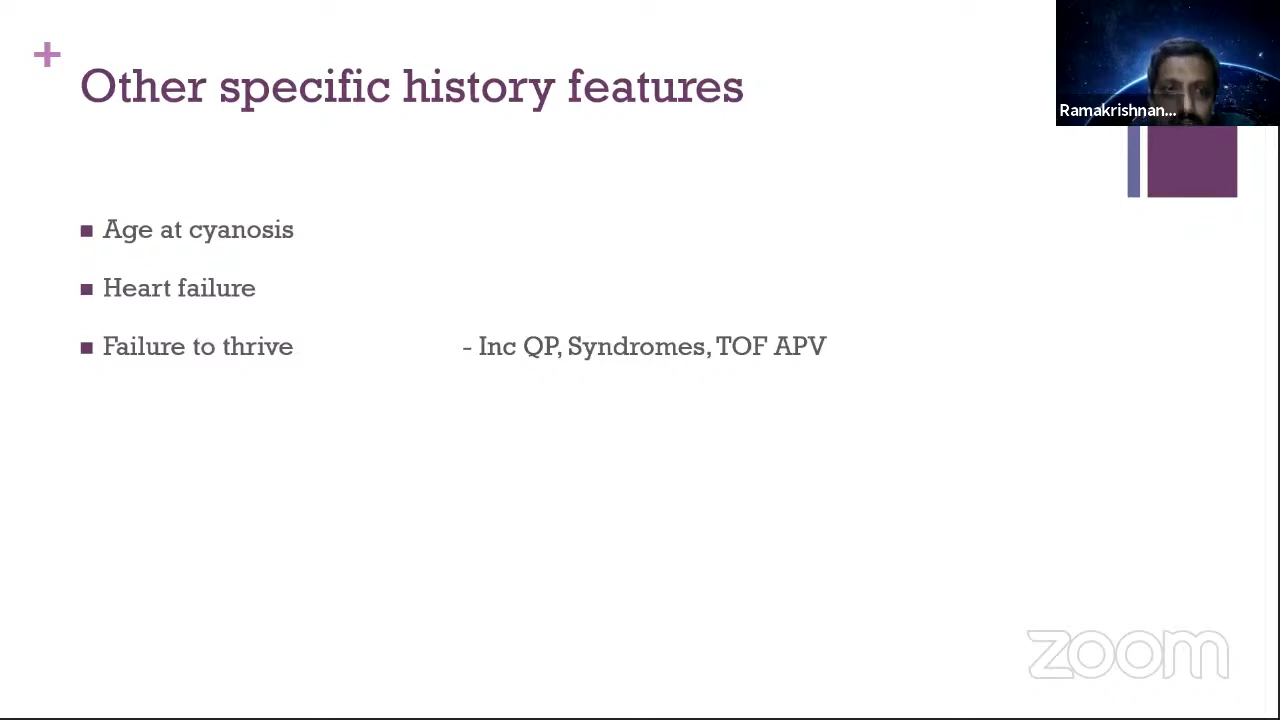 +
Other specific history features
Ramakrishnan...
Age at cyanosis
Heart failure
Failure to thrive - Inc QP, Syndromes, TOF APV
zoom